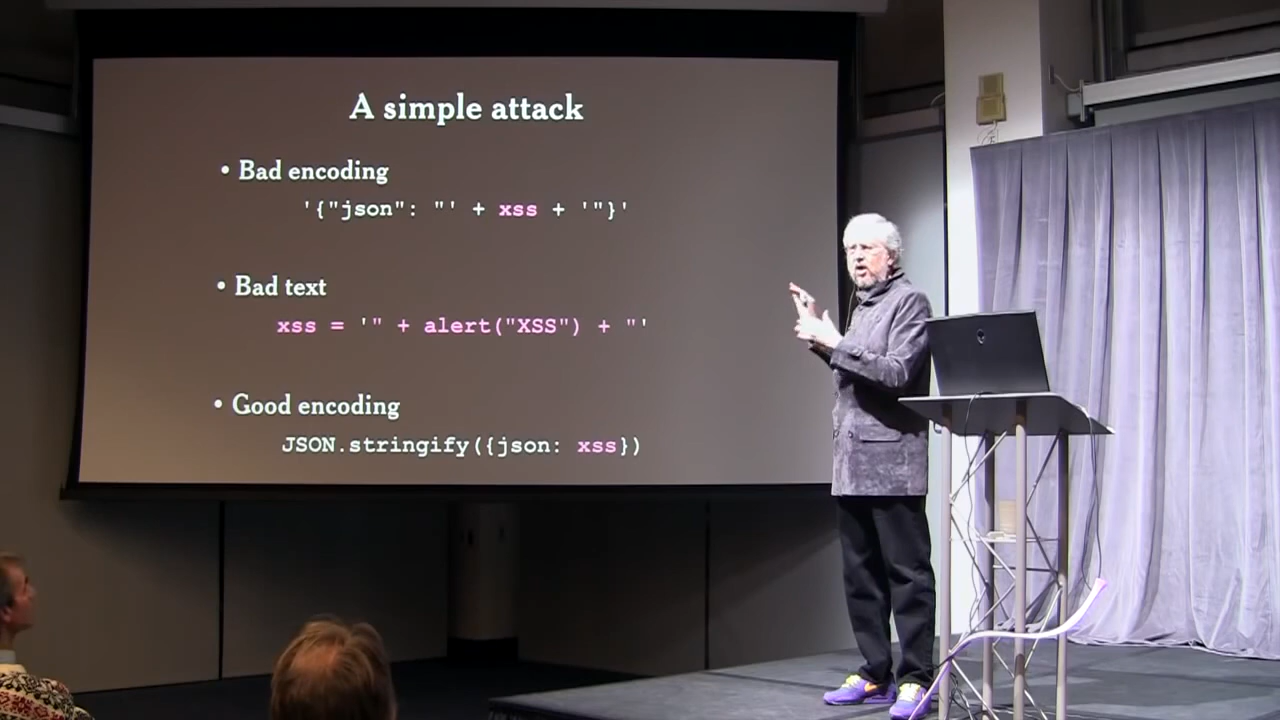 A simple attack
• Bad encoding
'{"json": "' + xss + '"}'
• Bad text
xss = '" + alert("XSS") + "'
• Good encoding
JSON.stringify({json: xss})